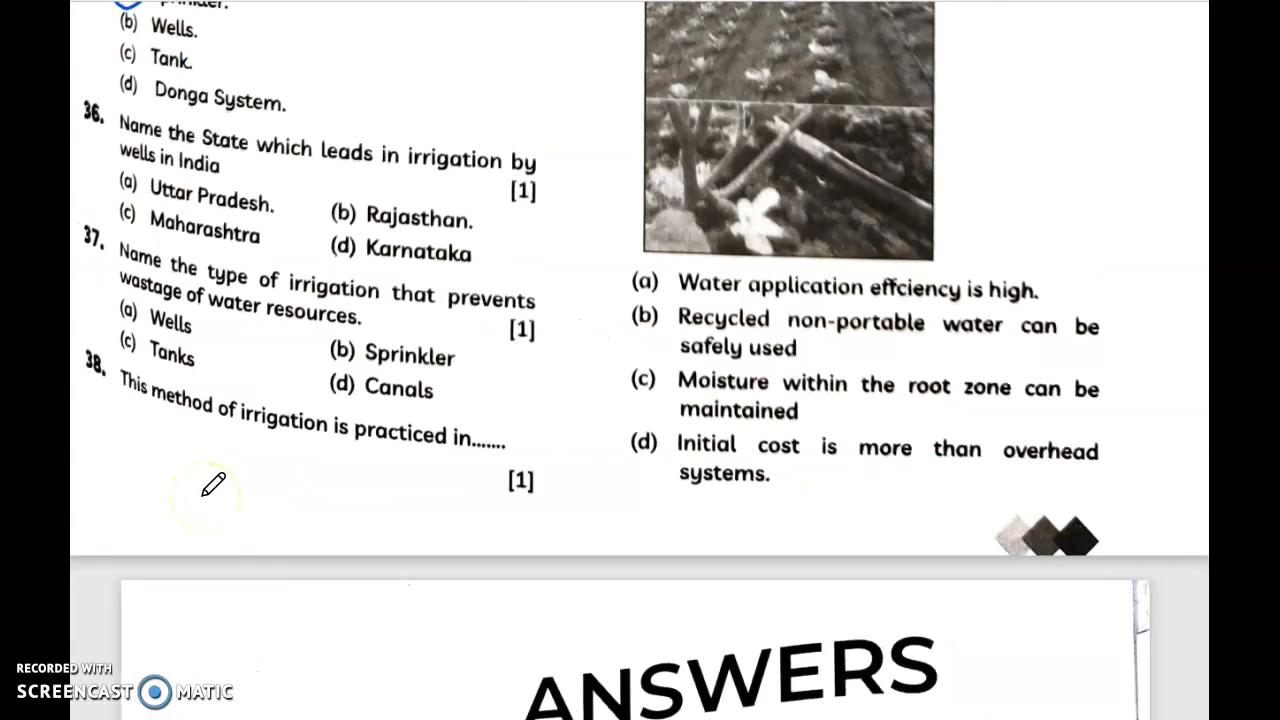 (b) Wells.
(c) Tank.
(d) Donga System.
36. Name the State which leads in irrigation by
wells in India
[1]
(a) Uttar Pradesh.
(b) Rajasthan.
(c) Maharashtra
(d) Karnataka
37. Name the type of irrigation that prevents
wastage of water resources.
[1]
(a) Wells
(b) Sprinkler
(c) Tanks
(d) Canals
38. This method of irrigation is practiced in.......
[1]
(a) Water application effciency is high.
(b) Recycled non-portable water can be
safely used
(c) Moisture within the root zone can be
maintained
(d) Initial cost is more than overhead
systems.
ANSWERS
RECORDED WITH
SCREENCAST MATIC